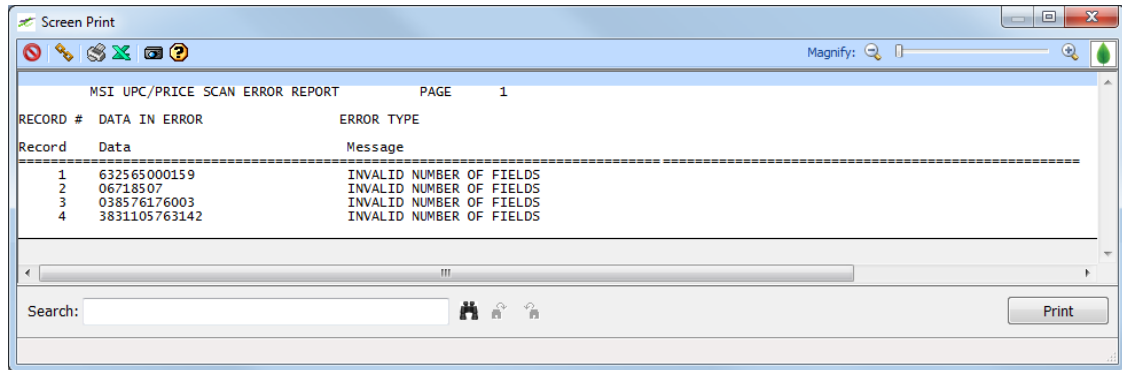 Screen Print
Magnify:
MSI UPC/PRICE SCAN ERROR REPORT PAGE 1
RECORD # DATA IN ERROR ERROR TYPE
Record Data Message
1 632565000159 INVALID NUMBER OF FIELDS
2 06718507 INVALID NUMBER OF FIELDS
3 038576176003 INVALID NUMBER OF FIELDS
4 3831105763142 INVALID NUMBER OF FIELDS
Search:
Print